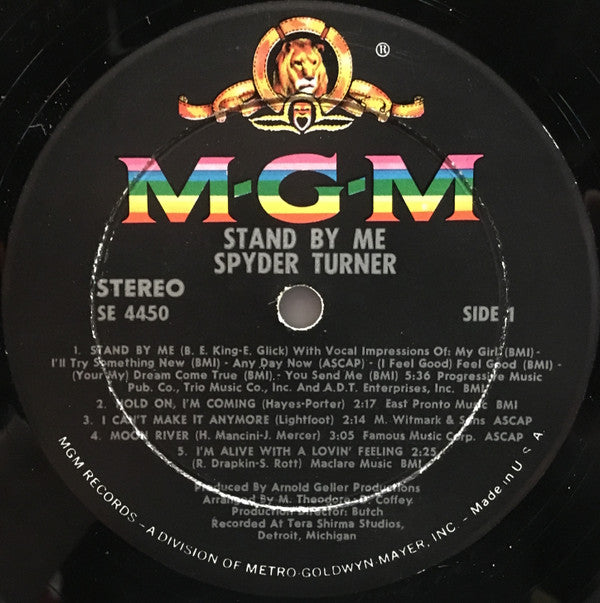 ®
M-G-M
STAND BY ME
SPYDER TURNER
STEREO
SE 4450
SIDE 1
1. STAND BY ME (B. E. King-E. Glick) With Vocal Impressions Of: My Girl (BMI) -
I'll Try Something New (BMI) - Any Day Now (ASCAP) - (I Feel Good) Feel Good (BMI) -
(Your My) Dream Come True (BMI) - You Send Me (BMI) 5:36 Progressive Music
Pub. Co., Trio Music Co., Inc. And A.D.T. Enterprises, Inc. BMI
2. HOLD ON, I'M COMING (Hayes-Porter) 2:17 East Pronto Music BMI
3. I CAN'T MAKE IT ANYMORE (Lightfoot) 2:14 M. Witmark & Sons ASCAP
4. MOON RIVER (H. Mancini-J. Mercer) 3:05 Famous Music Corp. ASCAP
5. I'M ALIVE WITH A LOVIN' FEELING 2:25
(R. Drapkin-S. Rott) Maclare Music BMI
Produced By Arnold Geller Productions
Arranged By M. Theodore - D. Coffey
Production Director: Butch
Recorded At Tera Shirma Studios,
Detroit, Michigan
MGM RECORDS - A DIVISION OF METRO-GOLDWYN-MAYER, INC. - Made in U S A